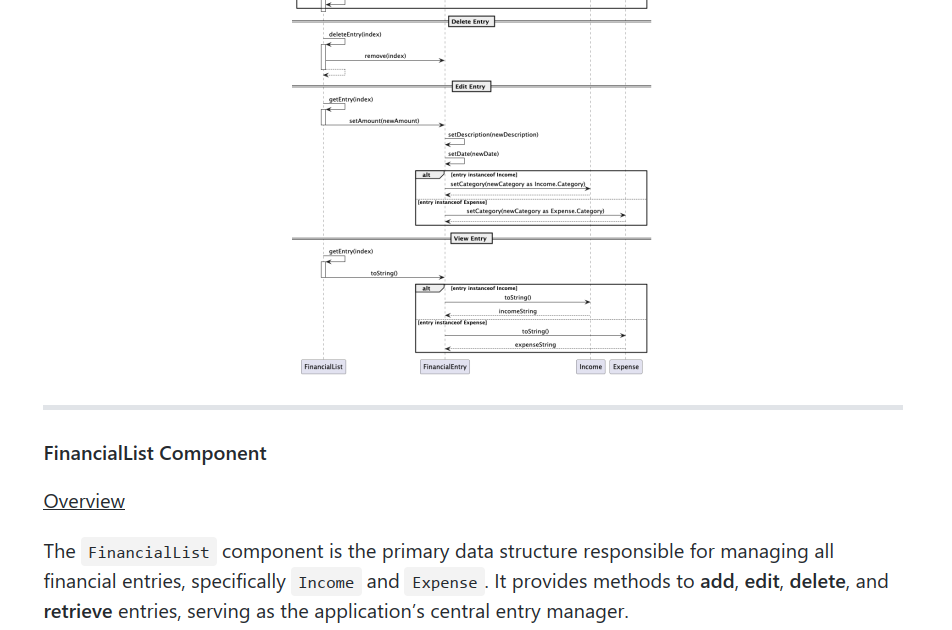 Delete Entry
deleteEntry(index)
remove(index)
Edit Entry
getEntry(index)
setAmount(newAmount)
setDescription(newDescription)
setDate(newDate)
alt [entry instanceof Income]
setCategory(newCategory as Income.Category)
[entry instanceof Expense]
setCategory(newCategory as Expense.Category)
View Entry
getEntry(index)
toString()
alt [entry instanceof Income]
toString()
incomeString
[entry instanceof Expense]
toString()
expenseString
FinancialList FinancialEntry Income Expense
FinancialList Component
Overview
The FinancialList component is the primary data structure responsible for managing all
financial entries, specifically Income and Expense. It provides methods to add, edit, delete, and
retrieve entries, serving as the application’s central entry manager.